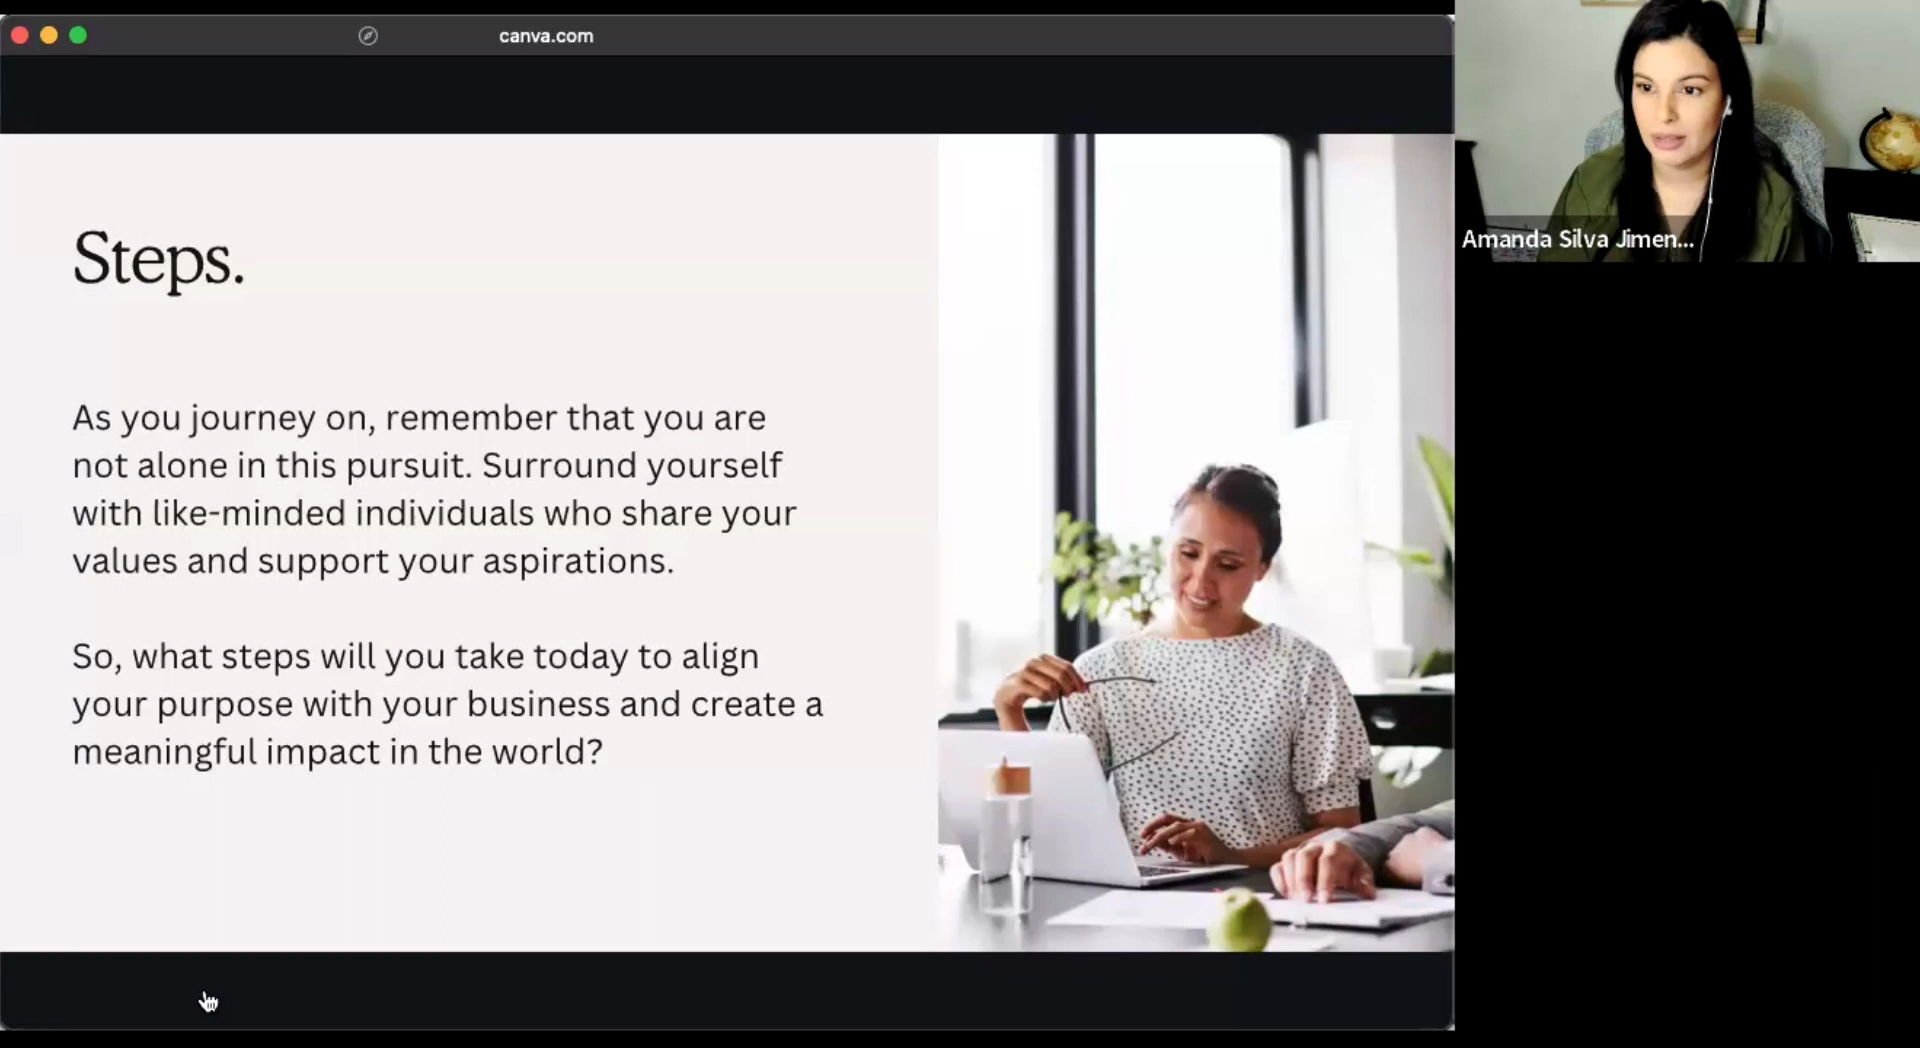 canva.com
Steps.
As you journey on, remember that you are
not alone in this pursuit. Surround yourself
with like-minded individuals who share your
values and support your aspirations.
So, what steps will you take today to align
your purpose with your business and create a
meaningful impact in the world?
Amanda Silva Jimen...